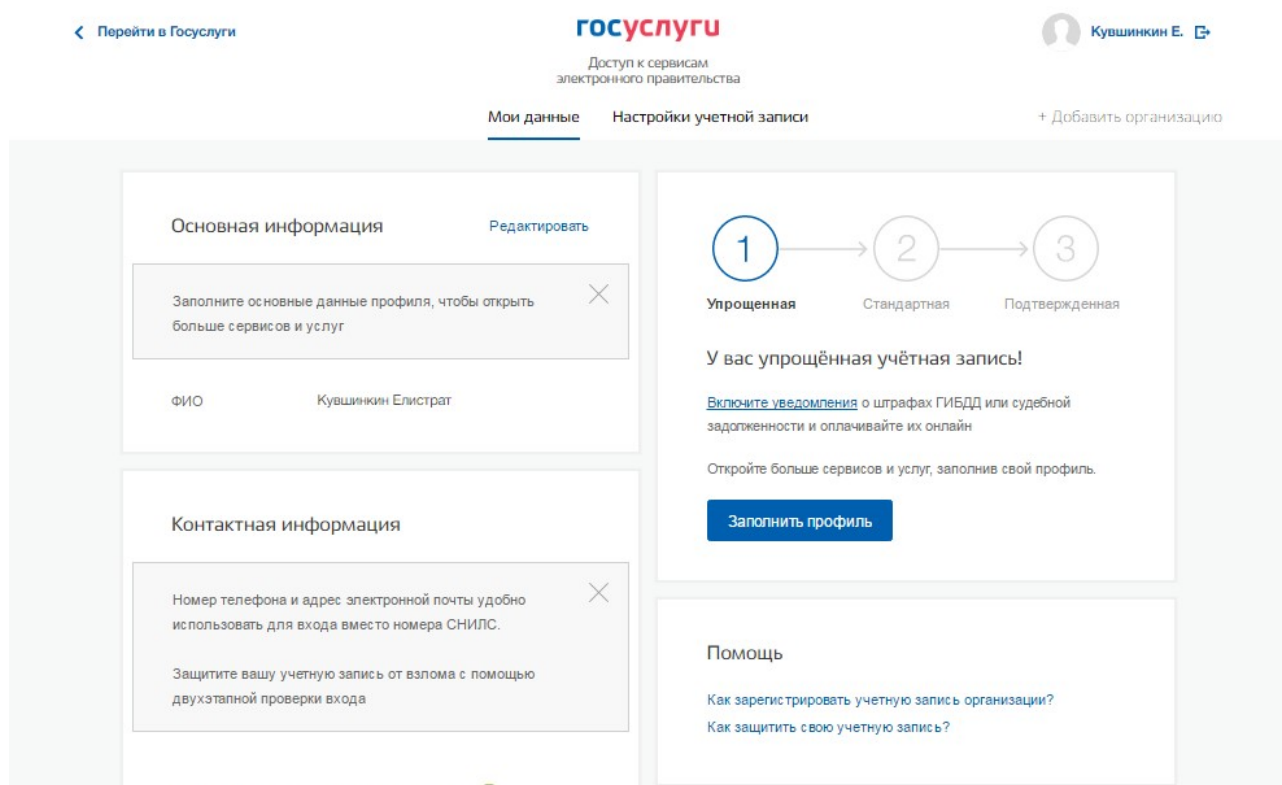 Перейти в Госуслуги
госуслуги
Кувшинкин Е.
Доступ к сервисам
электронного правительства
Мои данные
Настройки учетной записи
+ Добавить организацию
Основная информация
Редактировать
Заполните основные данные профиля, чтобы открыть
больше сервисов и услуг
ФИО
Кувшинкин Елистрат
Контактная информация
Номер телефона и адрес электронной почты удобно
использовать для входа вместо номера СНИЛС.
Защитите вашу учетную запись от взлома с помощью
двухэтапной проверки входа
1
2
3
Упрощенная
Стандартная
Подтвержденная
У вас упрощённая учётная запись!
Включите уведомления о штрафах ГИБДД или судебной
задолженности и оплачивайте их онлайн
Откройте больше сервисов и услуг, заполнив свой профиль.
Заполнить профиль
Помощь
Как зарегистрировать учетную запись организации?
Как защитить свою учетную запись?